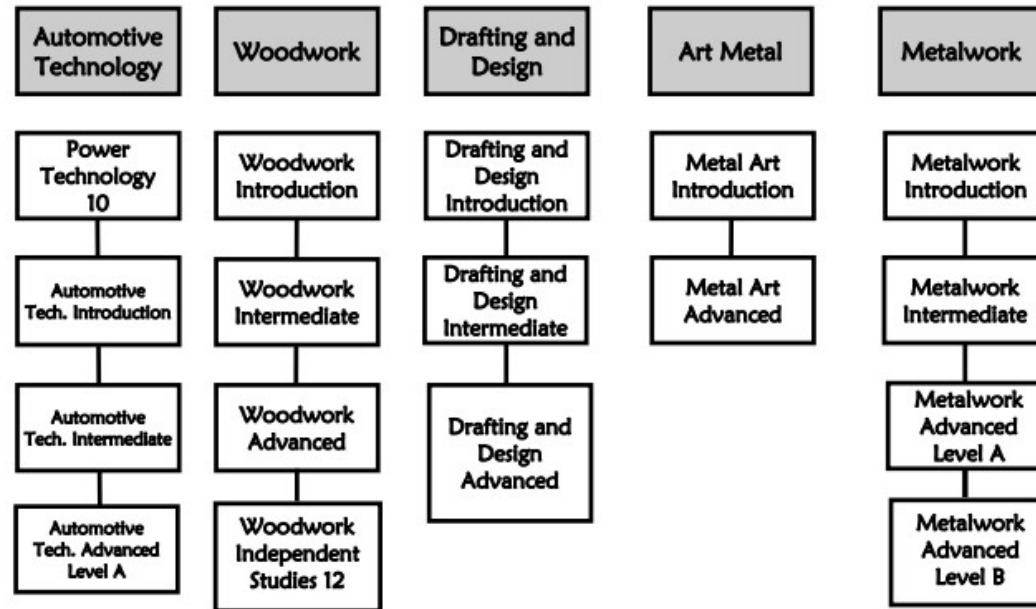 Automotive
Technology
Woodwork
Drafting and
Design
Art Metal
Metalwork
Power
Technology
10
Woodwork
Introduction
Drafting and
Design
Introduction
Metal Art
Introduction
Metalwork
Introduction
Automotive
Tech. Introduction
Woodwork
Intermediate
Drafting and
Design
Intermediate
Metal Art
Advanced
Metalwork
Intermediate
Automotive
Tech. Intermediate
Woodwork
Advanced
Drafting and
Design
Advanced
Metalwork
Advanced
Level A
Automotive
Tech. Advanced
Level A
Woodwork
Independent
Studies 12
Metalwork
Advanced
Level B